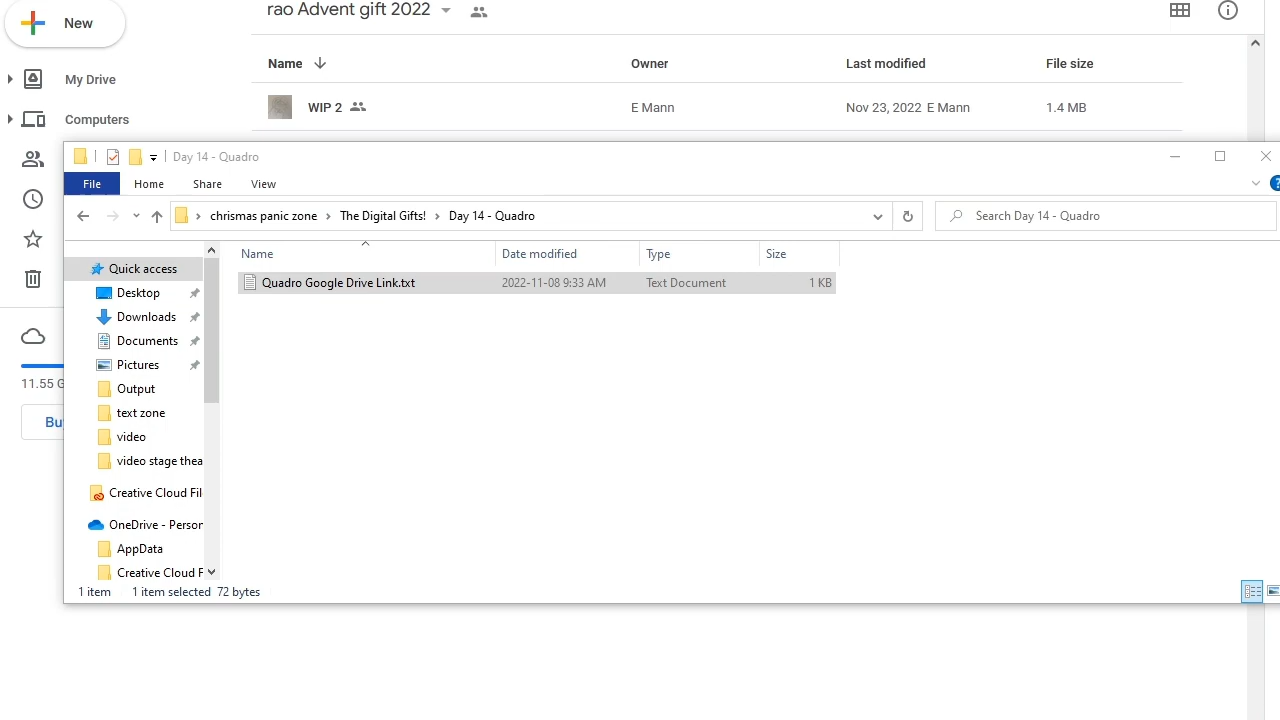 rao Advent gift 2022
New
Name
Owner
Last modified
File size
My Drive
WIP 2
E Mann
Nov 23, 2022 E Mann
1.4 MB
Computers
Day 14 - Quadro
File
Home
Share
View
chrismas panic zone
The Digital Gifts!
Day 14 - Quadro
Search Day 14 - Quadro
Name
Date modified
Type
Size
Quick access
Quadro Google Drive Link.txt
2022-11-08 9:33 AM
Text Document
1 KB
Desktop
Downloads
Documents
Pictures
11.55 G
Output
text zone
Bu
video
video stage thea
Creative Cloud Fil
OneDrive - Person
AppData
Creative Cloud F
1 item
1 item selected 72 bytes